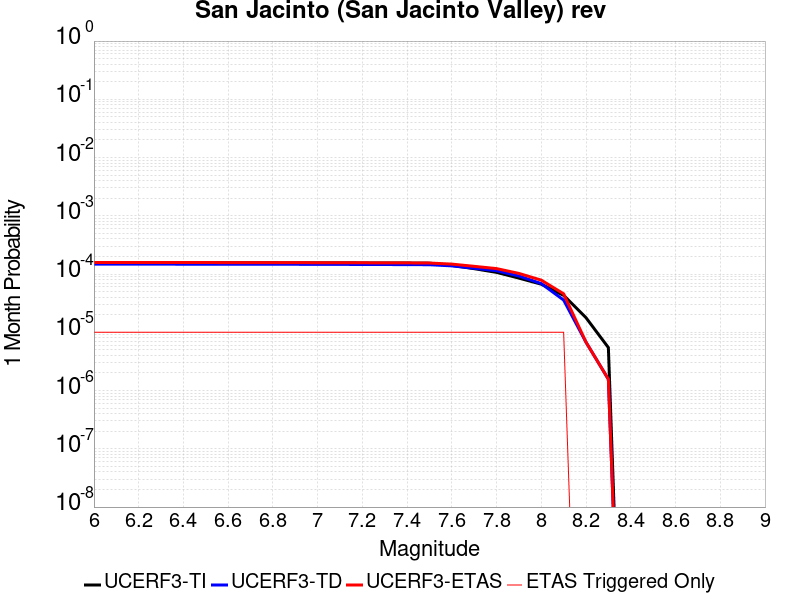 San Jacinto (San Jacinto Valley) rev
1 Month Probability
10 0
10 -1
10 -2
10 -3
10 -4
10 -5
10 -6
10 -7
10 -8
6 6.2 6.4 6.6 6.8 7 7.2 7.4 7.6 7.8 8 8.2 8.4 8.6 8.8 9
Magnitude
UCERF3-TI UCERF3-TD UCERF3-ETAS ETAS Triggered Only